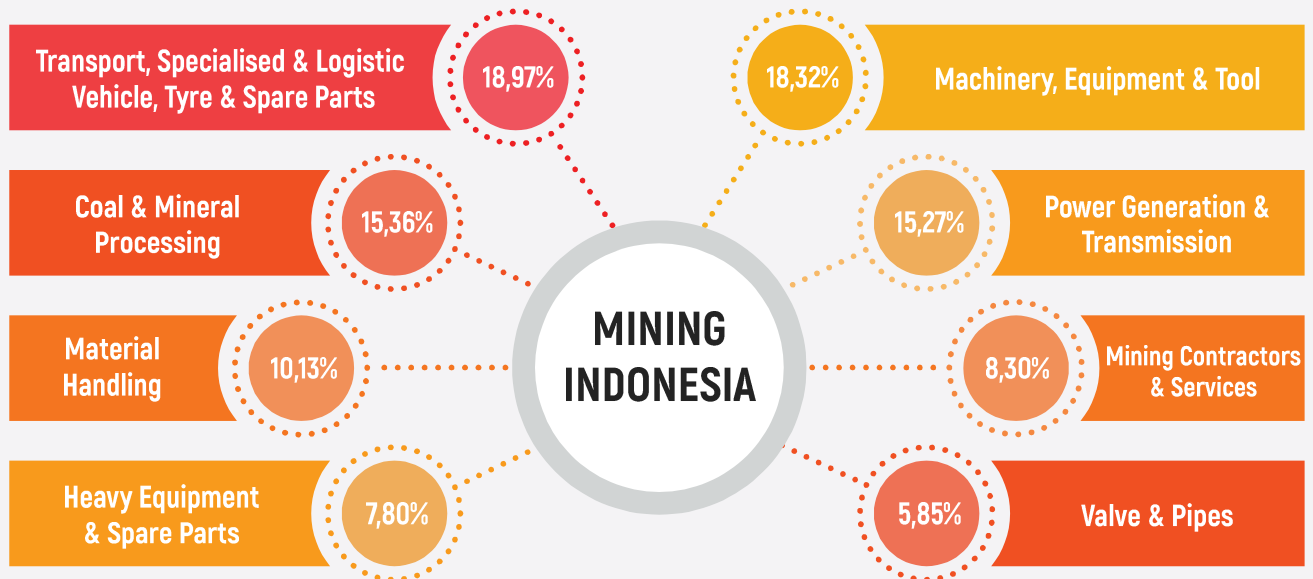 Transport, Specialised & Logistic
Vehicle, Tyre & Spare Parts
18,97%
18,32%
Machinery, Equipment & Tool
Coal & Mineral
Processing
15,36%
15,27%
Power Generation &
Transmission
Material
Handling
10,13%
MINING
INDONESIA
8,30%
Mining Contractors
& Services
Heavy Equipment
& Spare Parts
7,80%
5,85%
Valve & Pipes